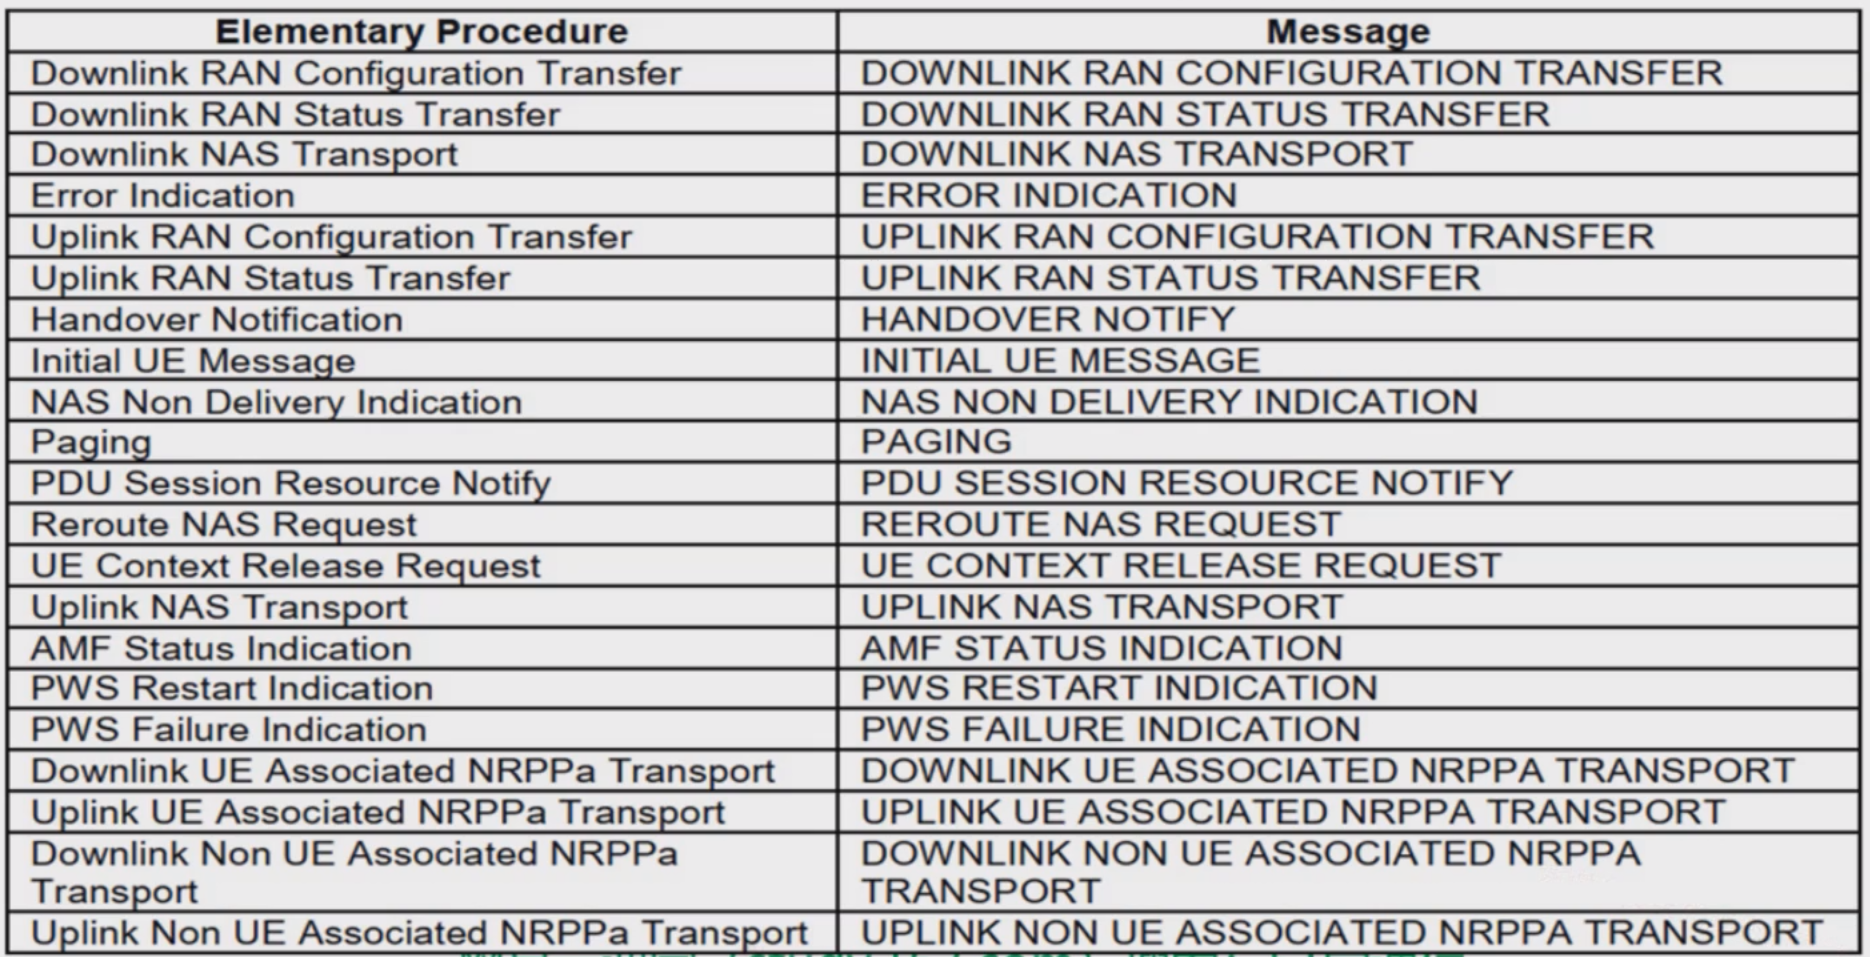 Elementary Procedure Message
Downlink RAN Configuration Transfer DOWNLINK RAN CONFIGURATION TRANSFER
Downlink RAN Status Transfer DOWNLINK RAN STATUS TRANSFER
Downlink NAS Transport DOWNLINK NAS TRANSPORT
Error Indication ERROR INDICATION
Uplink RAN Configuration Transfer UPLINK RAN CONFIGURATION TRANSFER
Uplink RAN Status Transfer UPLINK RAN STATUS TRANSFER
Handover Notification HANDOVER NOTIFY
Initial UE Message INITIAL UE MESSAGE
NAS Non Delivery Indication NAS NON DELIVERY INDICATION
Paging PAGING
PDU Session Resource Notify PDU SESSION RESOURCE NOTIFY
Reroute NAS Request REROUTE NAS REQUEST
UE Context Release Request UE CONTEXT RELEASE REQUEST
Uplink NAS Transport UPLINK NAS TRANSPORT
AMF Status Indication AMF STATUS INDICATION
PWS Restart Indication PWS RESTART INDICATION
PWS Failure Indication PWS FAILURE INDICATION
Downlink UE Associated NRPPa Transport DOWNLINK UE ASSOCIATED NRPPA TRANSPORT
Uplink UE Associated NRPPa Transport UPLINK UE ASSOCIATED NRPPA TRANSPORT
Downlink Non UE Associated NRPPa DOWNLINK NON UE ASSOCIATED NRPPA
Transport TRANSPORT
Uplink Non UE Associated NRPPa Transport UPLINK NON UE ASSOCIATED NRPPA TRANSPORT